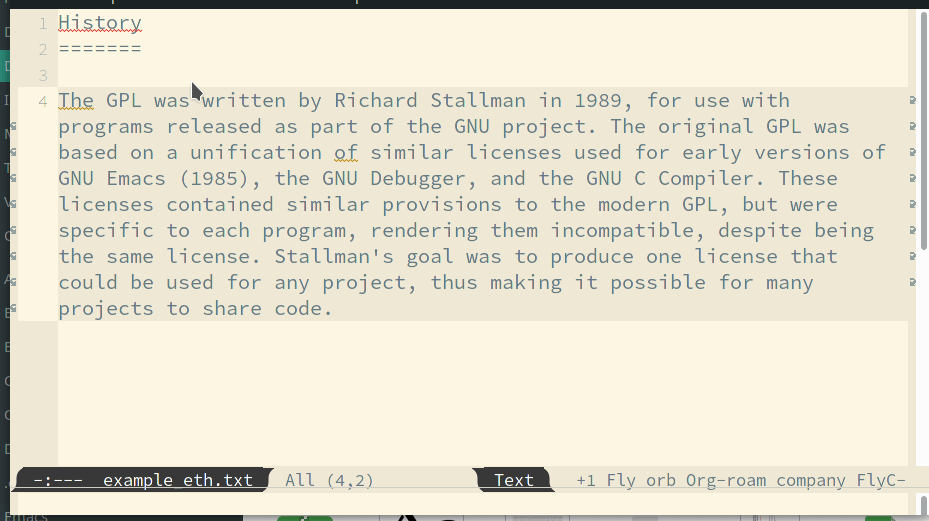 1 History
2 =======
3
4 The GPL was written by Richard Stallman in 1989, for use with
programs released as part of the GNU project. The original GPL was
based on a unification of similar licenses used for early versions of
GNU Emacs (1985), the GNU Debugger, and the GNU C Compiler. These
licenses contained similar provisions to the modern GPL, but were
specific to each program, rendering them incompatible, despite being
the same license. Stallman's goal was to produce one license that
could be used for any project, thus making it possible for many
projects to share code.
-:--- example_eth.txt All (4,2) Text +1 Fly orb Org-roam company FlyC-
Emacs